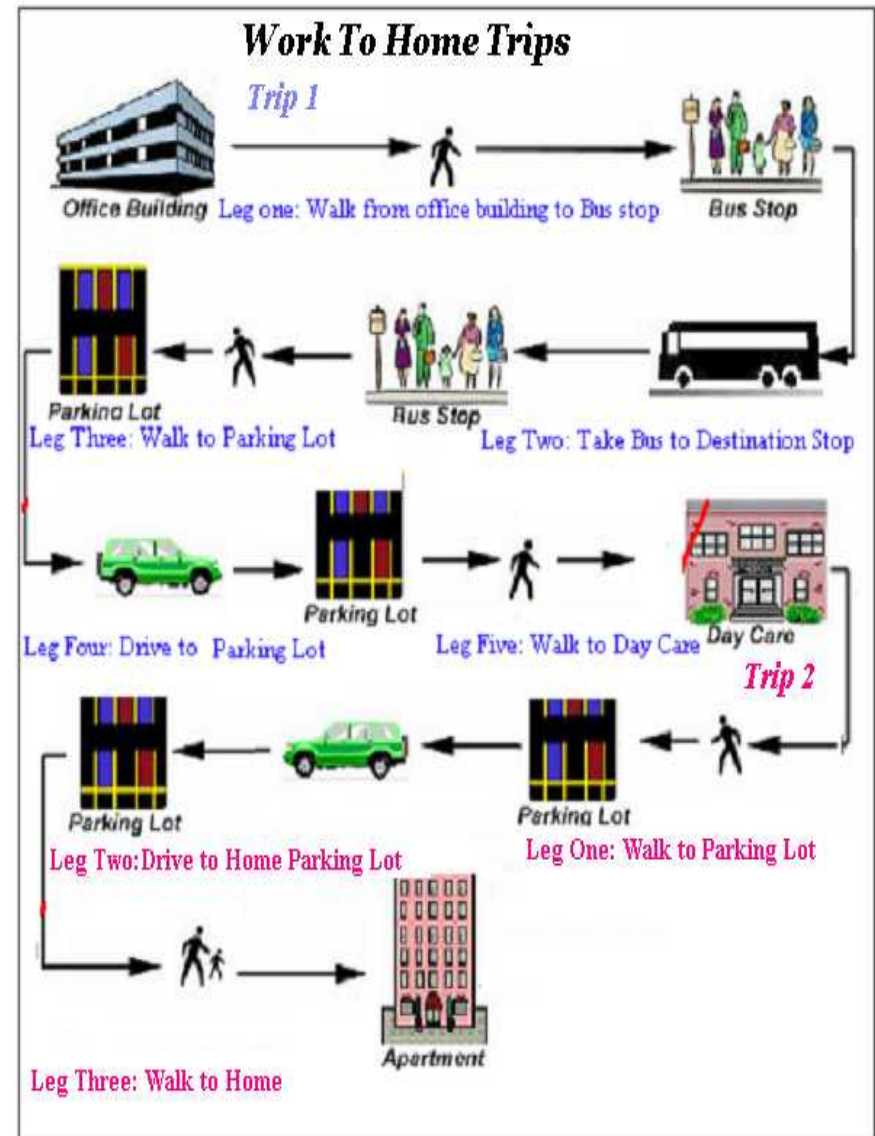 Work To Home Trips
Trip 1
Office Building
Leg one: Walk from office building to Bus stop
Bus Stop
Parking Lot
Leg Three: Walk to Parking Lot
Bus Stop
Leg Two: Take Bus to Destination Stop
Leg Four: Drive to Parking Lot
Parking Lot
Leg Five: Walk to Day Care
Day Care
Trip 2
Parking Lot
Leg Two:Drive to Home Parking Lot
Parking Lot
Leg One: Walk to Parking Lot
Leg Three: Walk to Home
Apartment